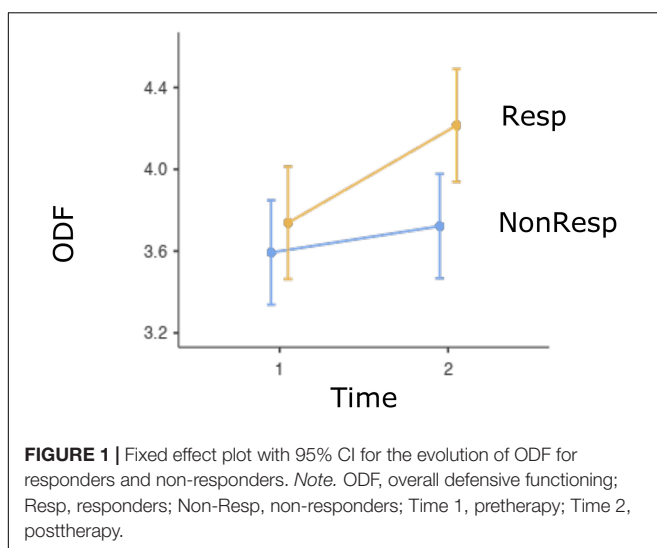 4.4
Resp
4.0
ODF
NonResp
3.6
3.2
1
2
Time
FIGURE 1 | Fixed effect plot with 95% CI for the evolution of ODF for
responders and non-responders. Note. ODF, overall defensive functioning;
Resp, responders; Non-Resp, non-responders; Time 1, pretherapy; Time 2,
posttherapy.